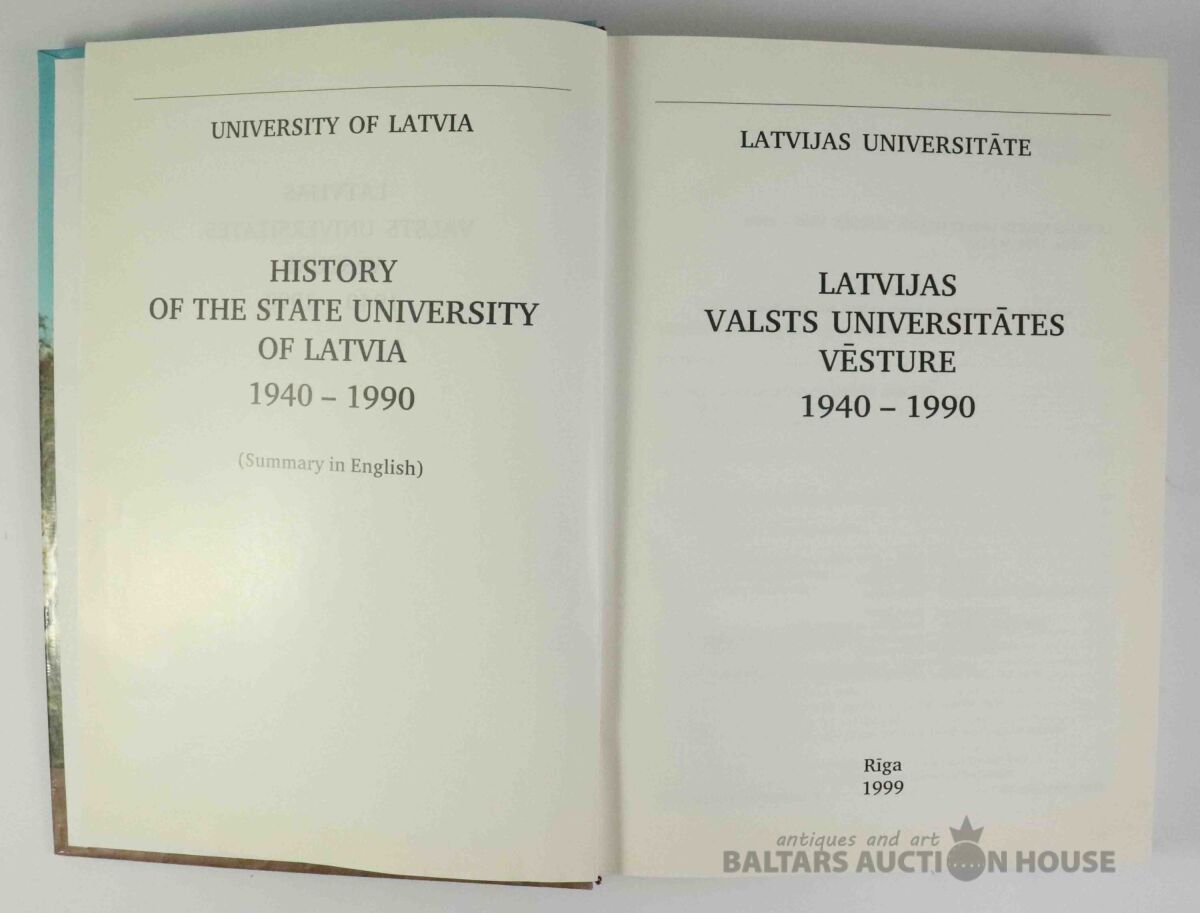 UNIVERSITY OF LATVIA
HISTORY
OF THE STATE UNIVERSITY
OF LATVIA
1940 – 1990
(Summary in English)
LATVIJAS UNIVERSITĀTE
LATVIJAS
VALSTS UNIVERSITĀTES
VĒSTURE
1940 – 1990
Rīga
1999
antiques and art
BALTARS AUCTION HOUSE